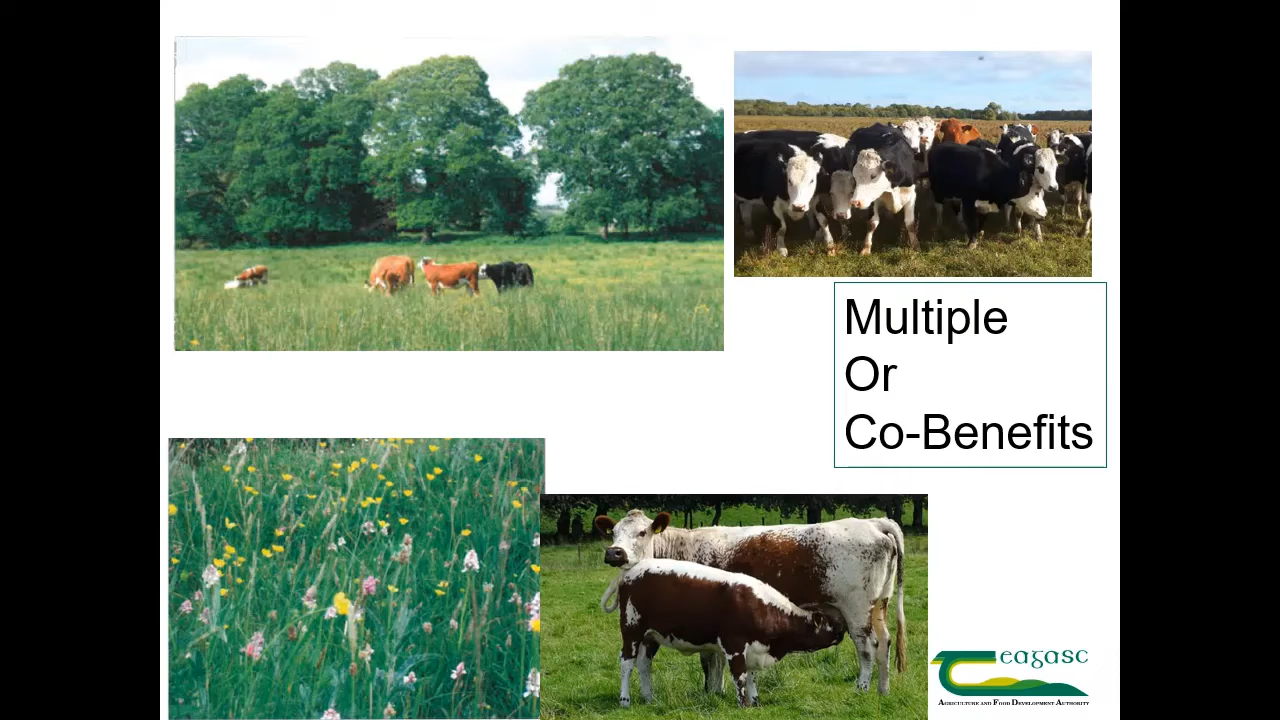 Multiple
Or
Co-Benefits
Teagasc
Agriculture and Food Development Authority